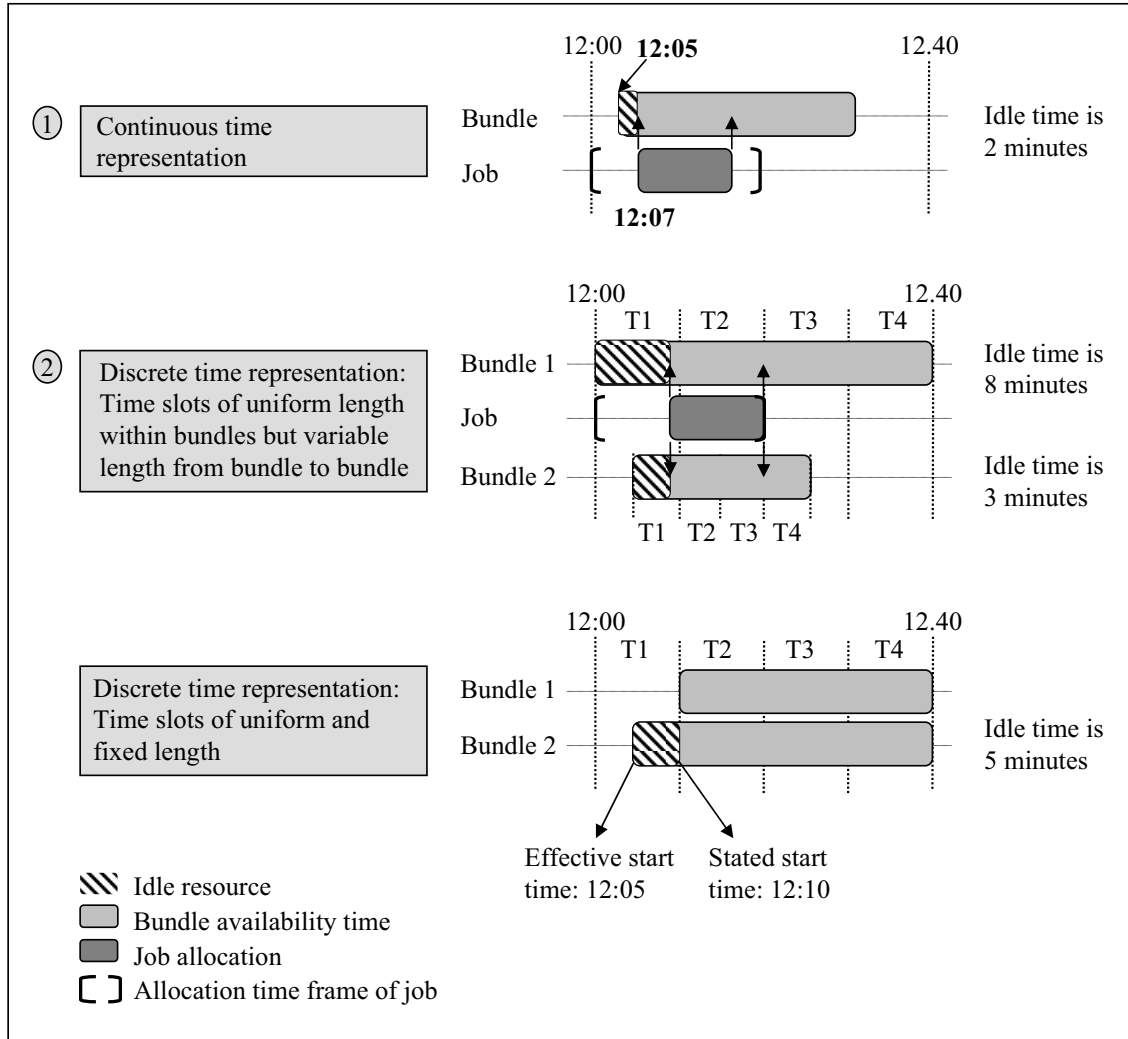 12:00
12:05
12.40
1
Continuous time
representation
Bundle
Job
12:07
Idle time is
2 minutes
12:00
12.40
T1 T2 T3 T4
2
Discrete time representation:
Time slots of uniform length
within bundles but variable
length from bundle to bundle
Bundle 1
Job
Bundle 2
Idle time is
8 minutes
Idle time is
3 minutes
T1 T2 T3 T4
12:00
12.40
T1 T2 T3 T4
Discrete time representation:
Time slots of uniform and
fixed length
Bundle 1
Bundle 2
Idle time is
5 minutes
Effective start
time: 12:05
Stated start
time: 12:10
Idle resource
Bundle availability time
Job allocation
Allocation time frame of job